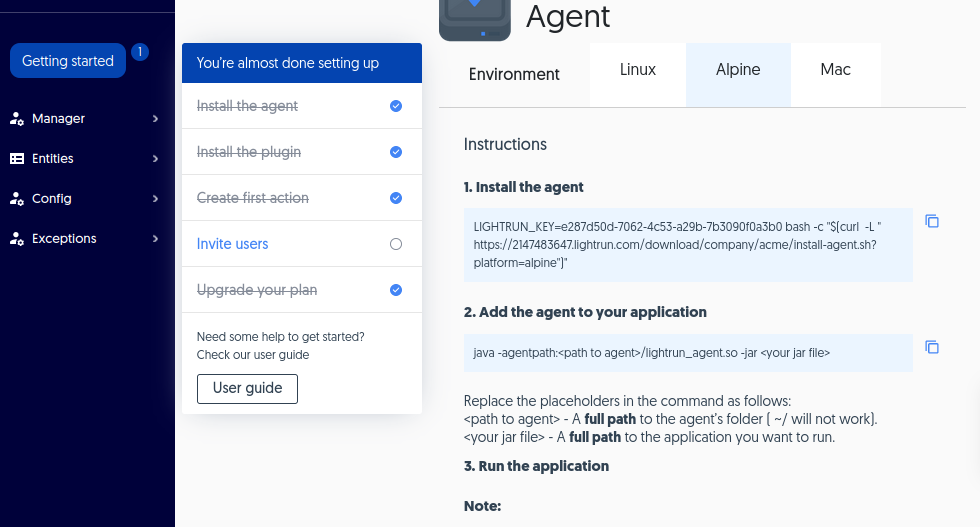 Agent
Getting started
1
Manager
Entities
Config
Exceptions
You're almost done setting up
Install the agent
Install the plugin
Create first action
Invite users
Upgrade your plan
Need some help to get started?
Check our user guide
User guide
Environment
Linux
Alpine
Mac
Instructions
1. Install the agent
LIGHTRUN_KEY=e287d50d-7062-4c53-a29b-7b3090f0a3b0 bash -c "$(curl  -L "
https://2147483647.lightrun.com/download/company/acme/install-agent.sh?
platform=alpine")"
2. Add the agent to your application
java -agentpath:<path to agent>/lightrun_agent.so -jar <your jar file>
Replace the placeholders in the command as follows:
<path to agent> - A full path to the agent's folder ( ~/ will not work).
<your jar file> - A full path to the application you want to run.
3. Run the application
Note: